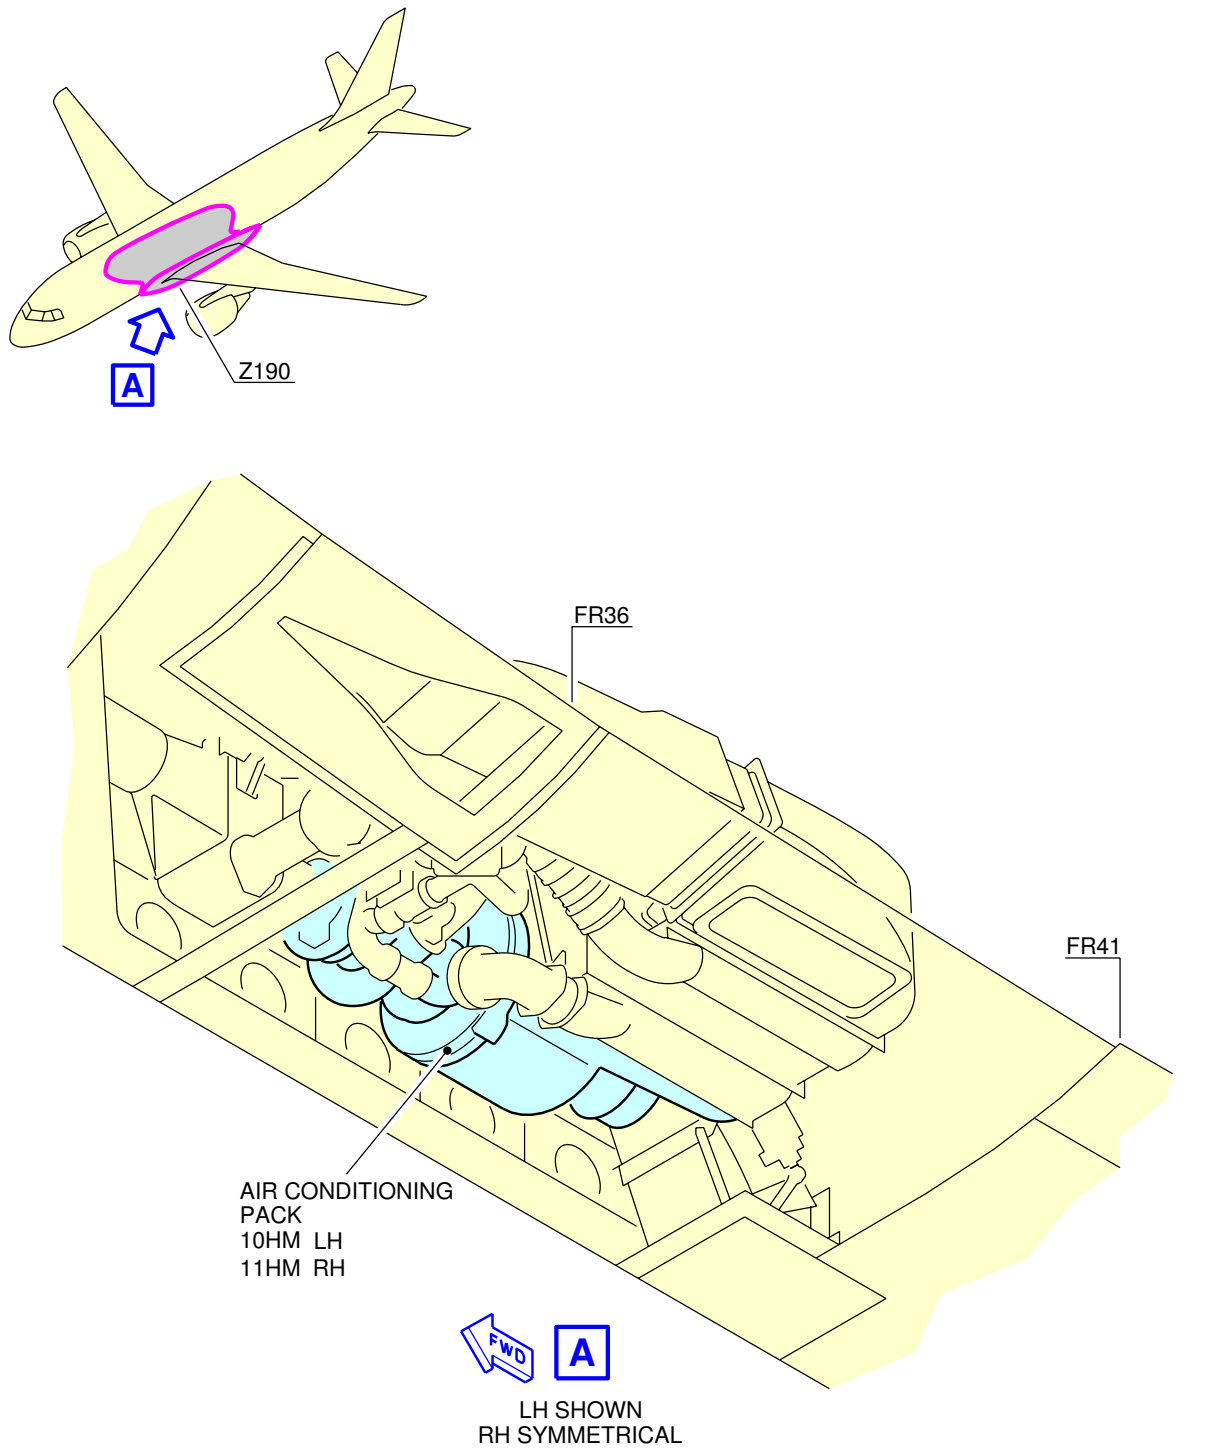 Z190
A
FR36
FR41
AIR CONDITIONING
PACK
10HM LH
11HM RH
FWD
A
LH SHOWN
RH SYMMETRICAL